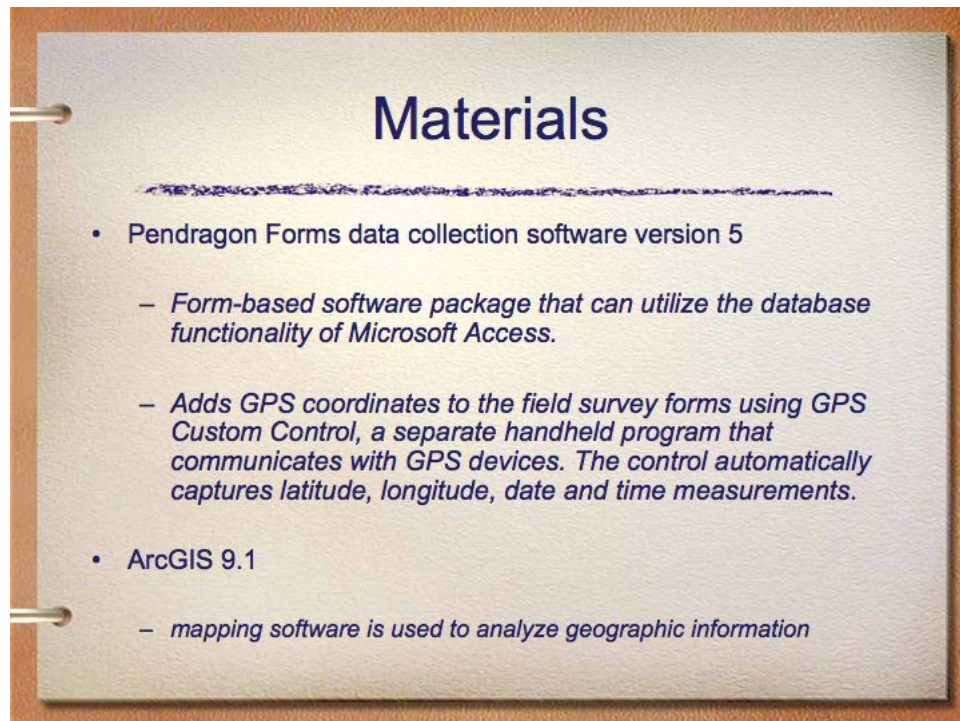 Materials
• Pendragon Forms data collection software version 5
– Form-based software package that can utilize the database
functionality of Microsoft Access.
– Adds GPS coordinates to the field survey forms using GPS
Custom Control, a separate handheld program that
communicates with GPS devices. The control automatically
captures latitude, longitude, date and time measurements.
• ArcGIS 9.1
– mapping software is used to analyze geographic information